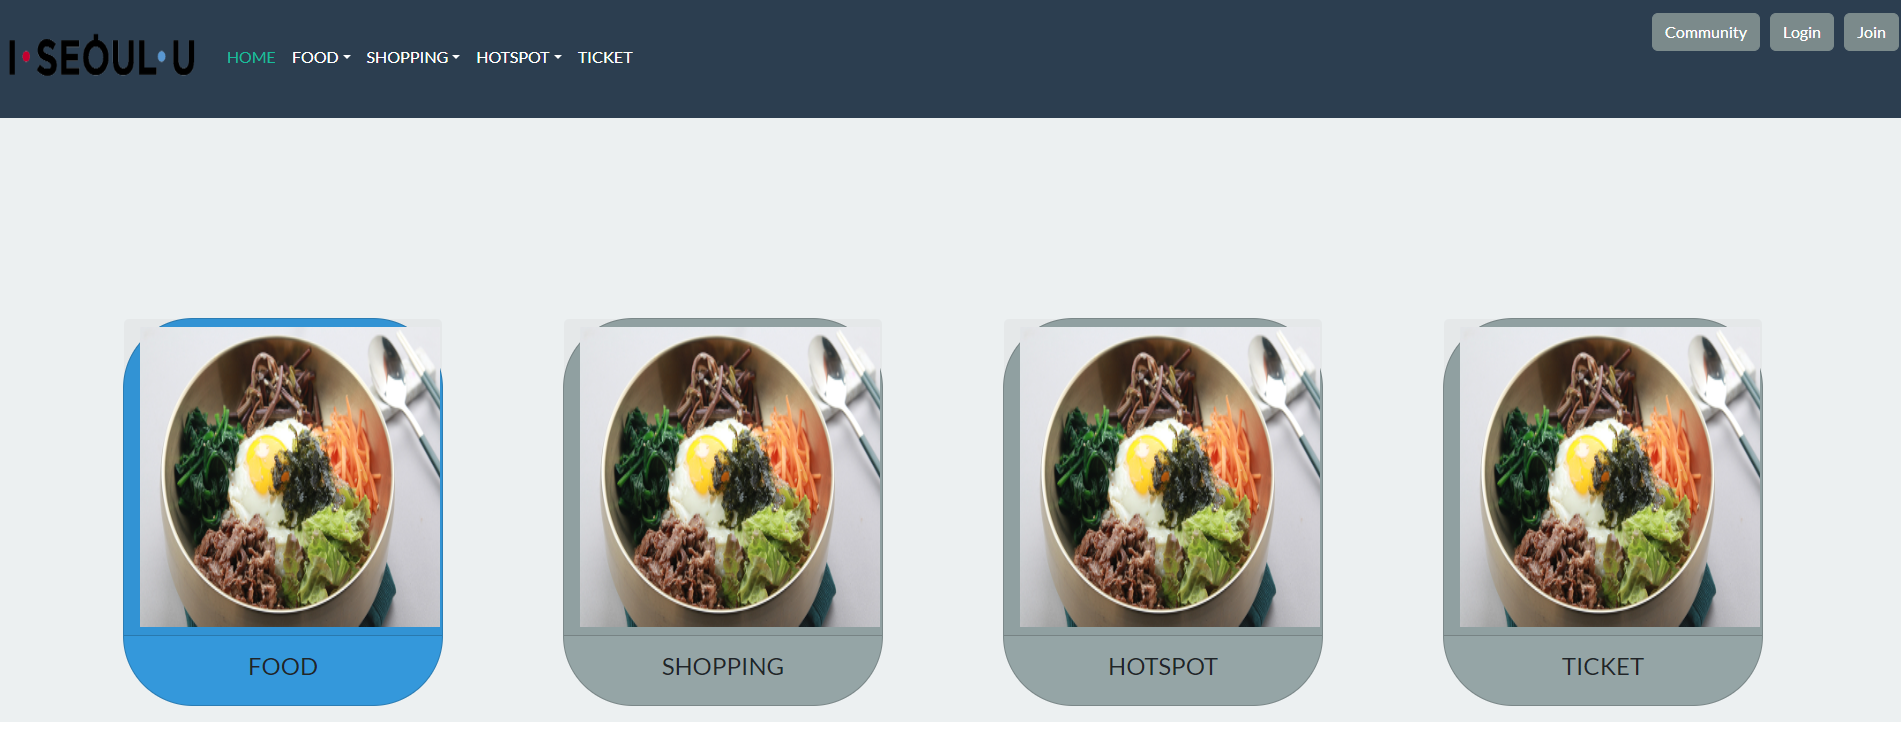 I•SEOUL•U
HOME FOOD SHOPPING HOTSPOT TICKET
Community Login Join
FOOD SHOPPING HOTSPOT TICKET